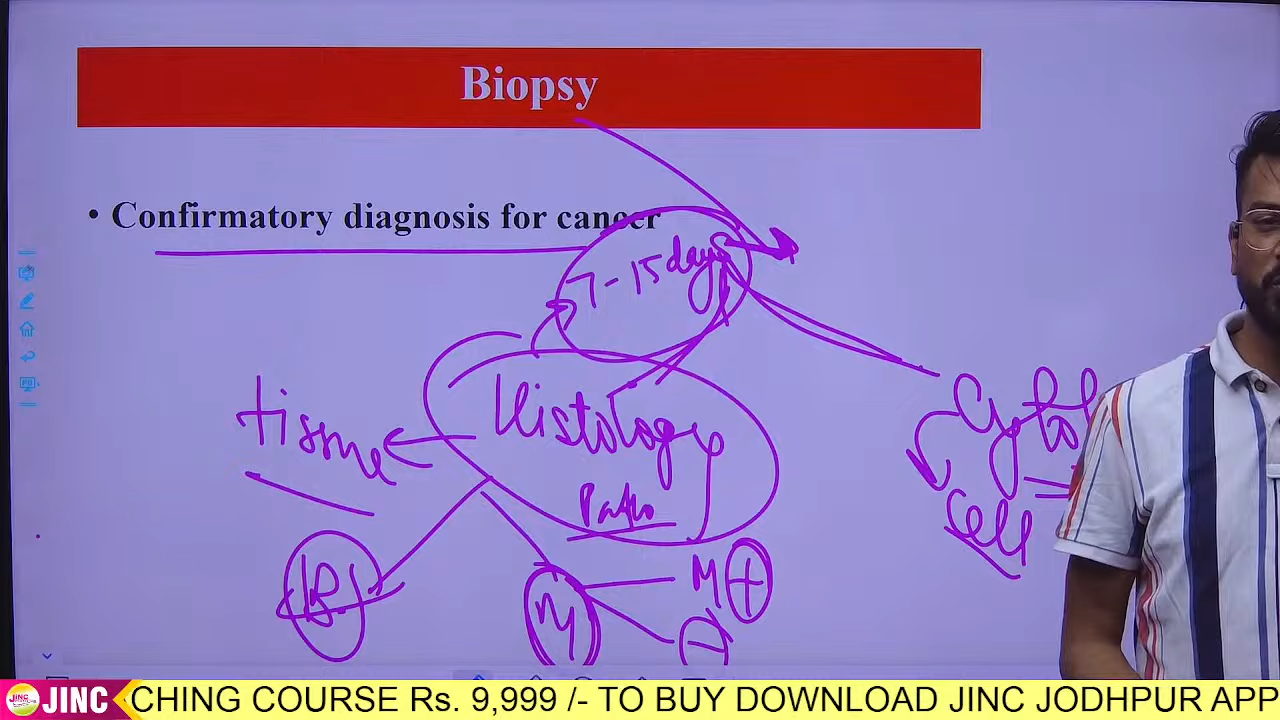 Biopsy
• Confirmatory diagnosis for cancer
7-15 days
Histology
Patho
tissue
Cell
B
M
M +
JINC
CHING COURSE Rs. 9,999 /- TO BUY DOWNLOAD JINC JODHPUR APP